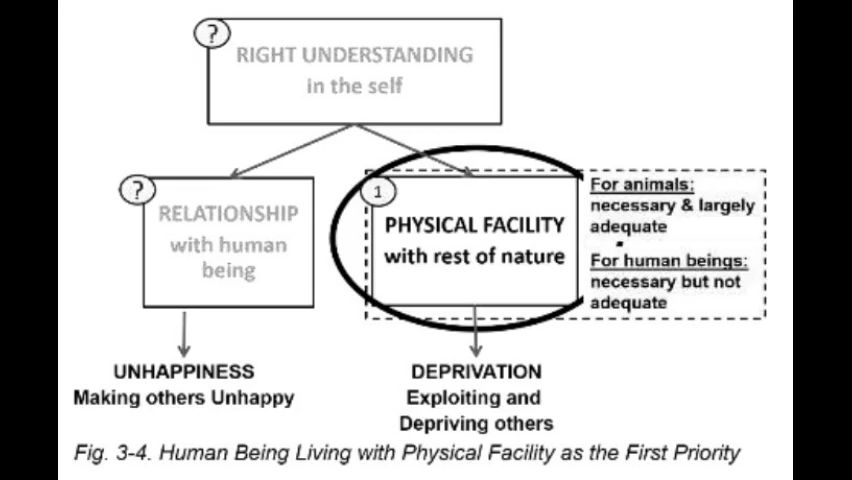 ?
RIGHT UNDERSTANDING
in the self
?
RELATIONSHIP
with human
being
1
PHYSICAL FACILITY
with rest of nature
For animals:
necessary & largely
adequate
For human beings:
necessary but not
adequate
UNHAPPINESS
Making others Unhappy
DEPRIVATION
Exploiting and
Depriving others
Fig. 3-4. Human Being Living with Physical Facility as the First Priority